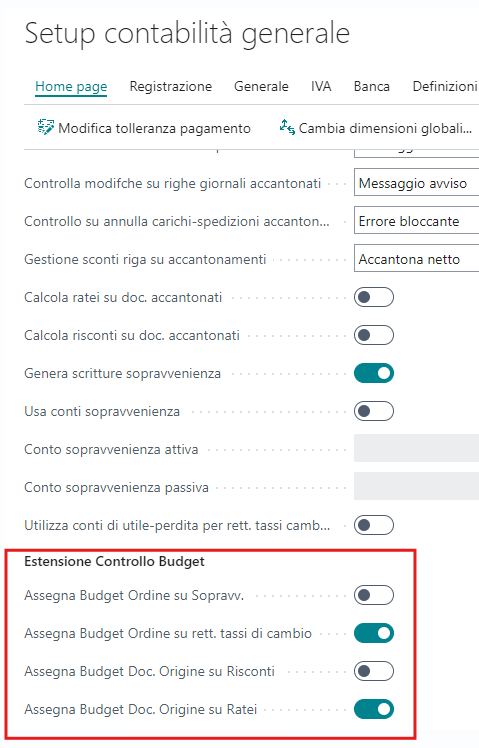 Setup contabilità generale
Home page Registrazione Generale IVA Banca Definizioni
Modifica tolleranza pagamento Cambia dimensioni globali...
Controlla modifche su righe giornali accantonati Messaggio avviso
Controllo su annulla carichi-spedizioni accanton... Errore bloccante
Gestione sconti riga su accantonamenti Accantona netto
Calcola ratei su doc. accantonati
Calcola risconti su doc. accantonati
Genera scritture sopravvenienza
Usa conti sopravvenienza
Conto sopravvenienza attiva
Conto sopravvenienza passiva
Utilizza conti di utile-perdita per rett. tassi camb...
Estensione Controllo Budget
Assegna Budget Ordine su Sopravv.
Assegna Budget Ordine su rett. tassi di cambio
Assegna Budget Doc. Origine su Risconti
Assegna Budget Doc. Origine su Ratei